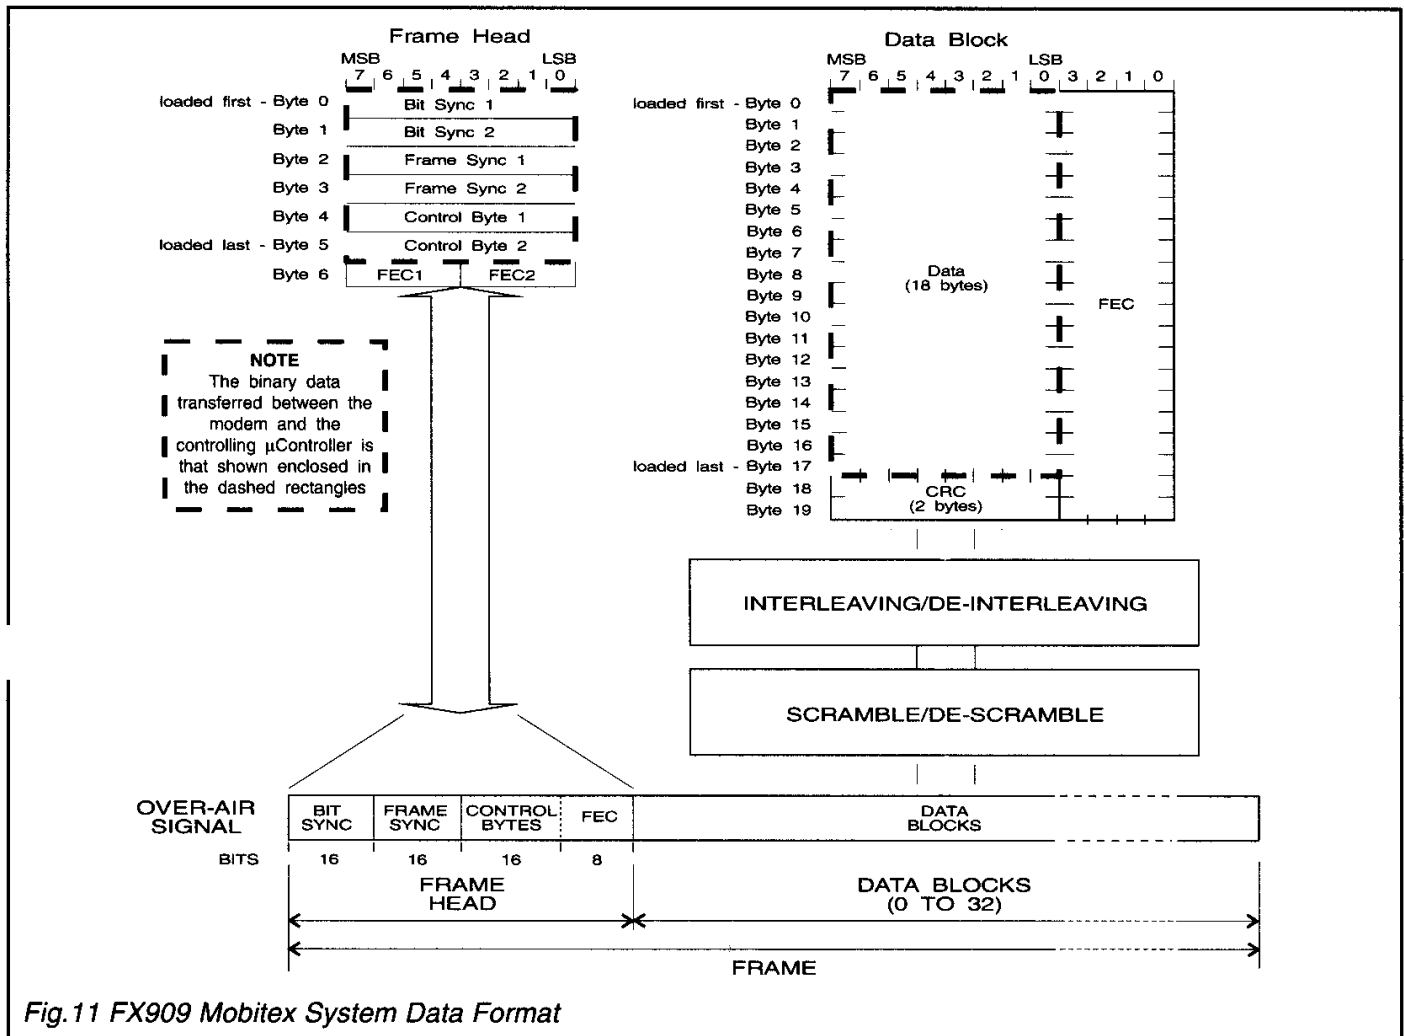 Frame Head
MSB LSB
7 6 5 4 3 2 1 0
loaded first - Byte 0 Bit Sync 1
Byte 1 Bit Sync 2
Byte 2 Frame Sync 1
Byte 3 Frame Sync 2
Byte 4 Control Byte 1
loaded last - Byte 5 Control Byte 2
Byte 6 FEC1 FEC2
NOTE
The binary data
transferred between the
modem and the
controlling μController is
that shown enclosed in
the dashed rectangles
Data Block
MSB LSB
7 6 5 4 3 2 1 0 3 2 1 0
loaded first - Byte 0
Byte 1
Byte 2
Byte 3
Byte 4
Byte 5
Byte 6
Byte 7
Byte 8
Byte 9
Byte 10
Byte 11
Byte 12
Byte 13
Byte 14
Byte 15
Byte 16
loaded last - Byte 17
Byte 18
Byte 19
Data
(18 bytes)
FEC
CRC
(2 bytes)
INTERLEAVING/DE-INTERLEAVING
SCRAMBLE/DE-SCRAMBLE
OVER-AIR
SIGNAL
BIT
SYNC
FRAME
SYNC
CONTROL
BYTES
FEC
DATA
BLOCKS
BITS 16 16 16 8
FRAME
HEAD
DATA BLOCKS
(0 TO 32)
FRAME
Fig.11 FX909 Mobitex System Data Format